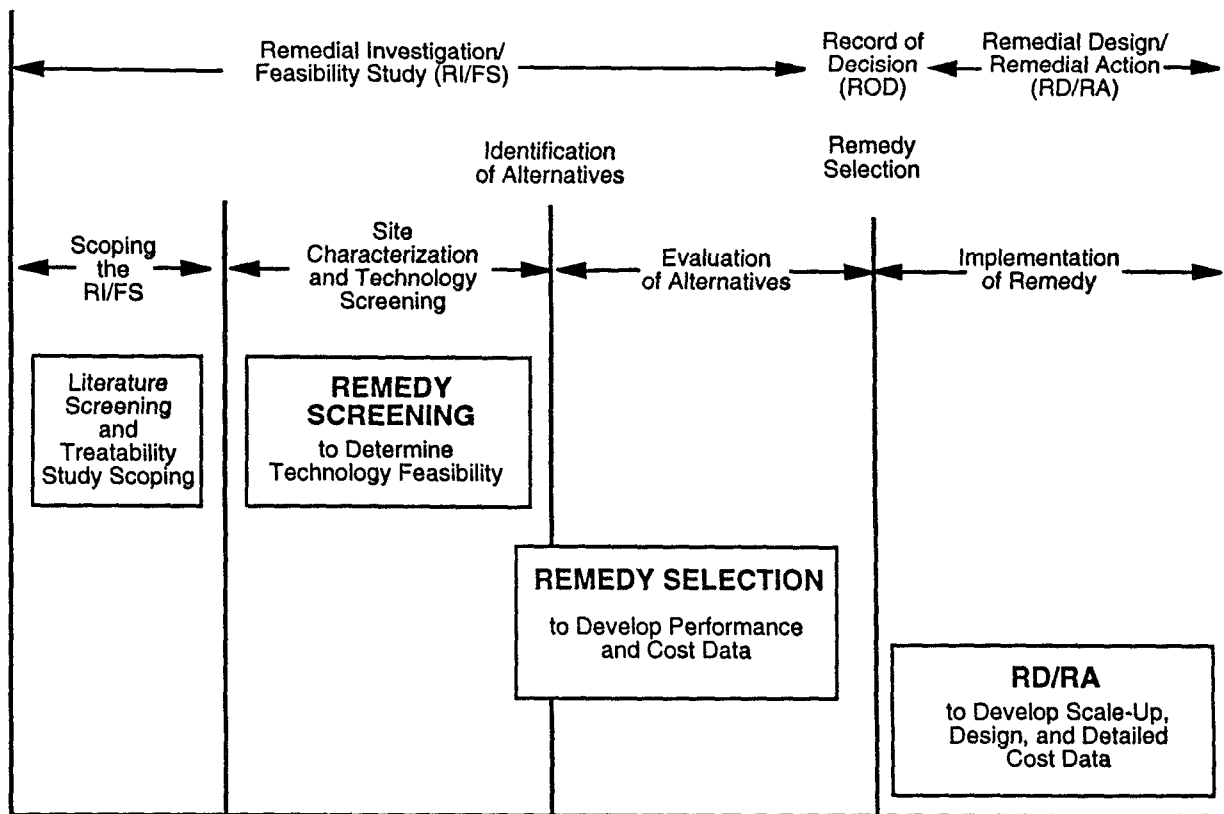 Remedial Investigation/
Feasibility Study (RI/FS)
Record of
Decision
(ROD)
Remedial Design/
Remedial Action
(RD/RA)
Identification
of Alternatives
Remedy
Selection
Scoping
the
RI/FS
Site
Characterization
and Technology
Screening
Evaluation
of Alternatives
Implementation
of Remedy
Literature
Screening
and
Treatability
Study Scoping
REMEDY
SCREENING
to Determine
Technology Feasibility
REMEDY SELECTION
to Develop Performance
and Cost Data
RD/RA
to Develop Scale-Up,
Design, and Detailed
Cost Data